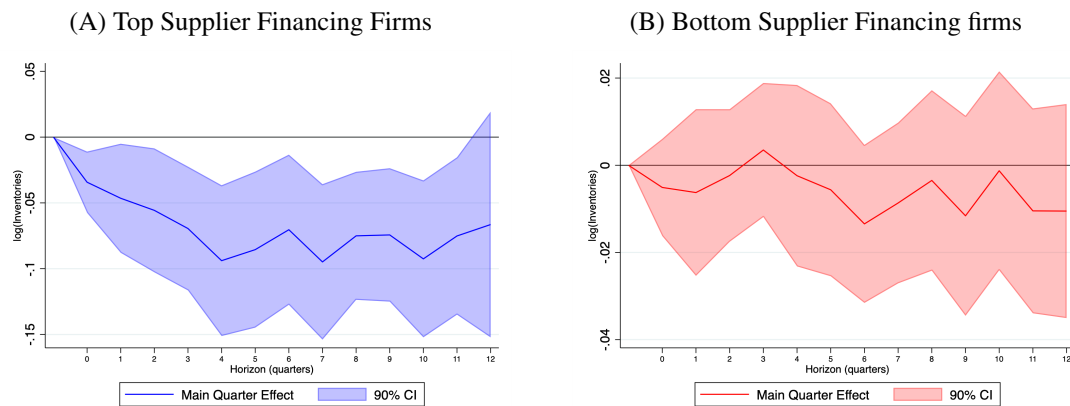 (A) Top Supplier Financing Firms
log(Inventories)
.05
0
-.05
-.1
-.15
0 1 2 3 4 5 6 7 8 9 10 11 12
Horizon (quarters)
Main Quarter Effect 90% CI
(B) Bottom Supplier Financing firms
log(Inventories)
.02
0
-.02
-.04
0 1 2 3 4 5 6 7 8 9 10 11 12
Horizon (quarters)
Main Quarter Effect 90% CI